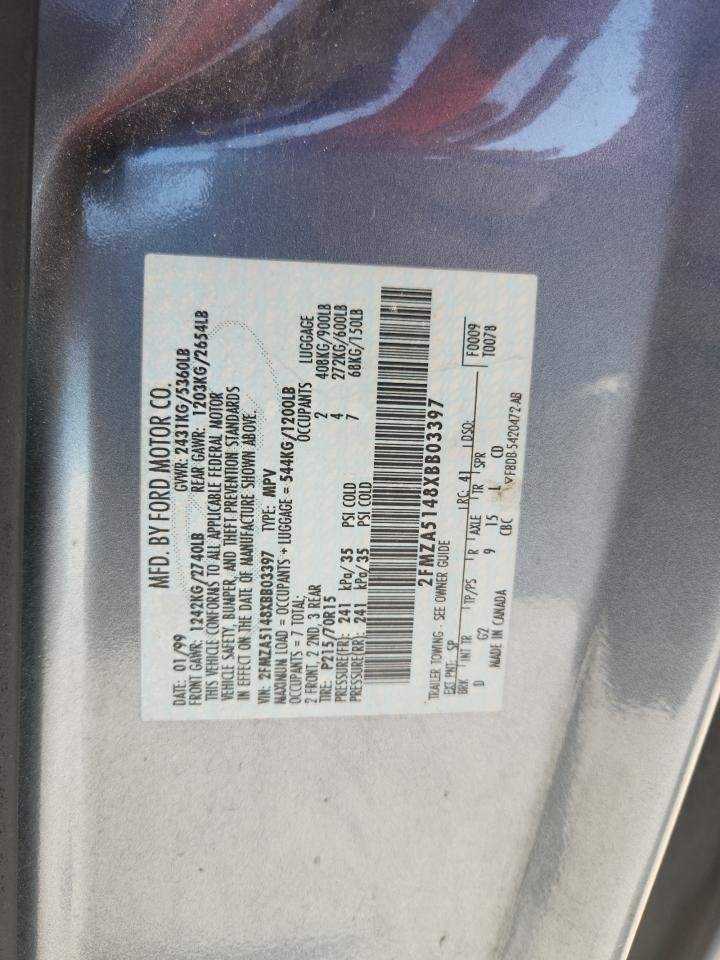 MFD. BY FORD MOTOR CO.
DATE: 01/99 GVWR: 2431KG/5360LB
FRONT GAWR: 1242KG/2740LB REAR GAWR: 1203KG/2654LB
THIS VEHICLE CONFORMS TO ALL APPLICABLE FEDERAL MOTOR
VEHICLE SAFETY, BUMPER, AND THEFT PREVENTION STANDARDS
IN EFFECT ON THE DATE OF MANUFACTURE SHOWN ABOVE.
VIN: 2FMZA5148XBB03397 TYPE: MPV
MAXIMUM LOAD = OCCUPANTS + LUGGAGE = 544KG/1200LB
OCCUPANTS = 7 TOTAL; OCCUPANTS LUGGAGE
2 FRONT, 2 2ND, 3 REAR 2 408KG/900LB
TIRE: P215/70R15 4 272KG/600LB
PRESSURE(FR): 241 kPa/35 PSI COLD 7 68KG/150LB
PRESSURE(RR): 241 kPa/35 PSI COLD
2FMZA5148XBB03397
TRAILER TOWING - SEE OWNER GUIDE
EXT PNT: SP RC: 41 DSO: F0009
BRK INT TR TP/PS R AXLE TR SPR T0078
D G2 9 15 L CD
MADE IN CANADA CBC ▽F8DB-5420472-AB